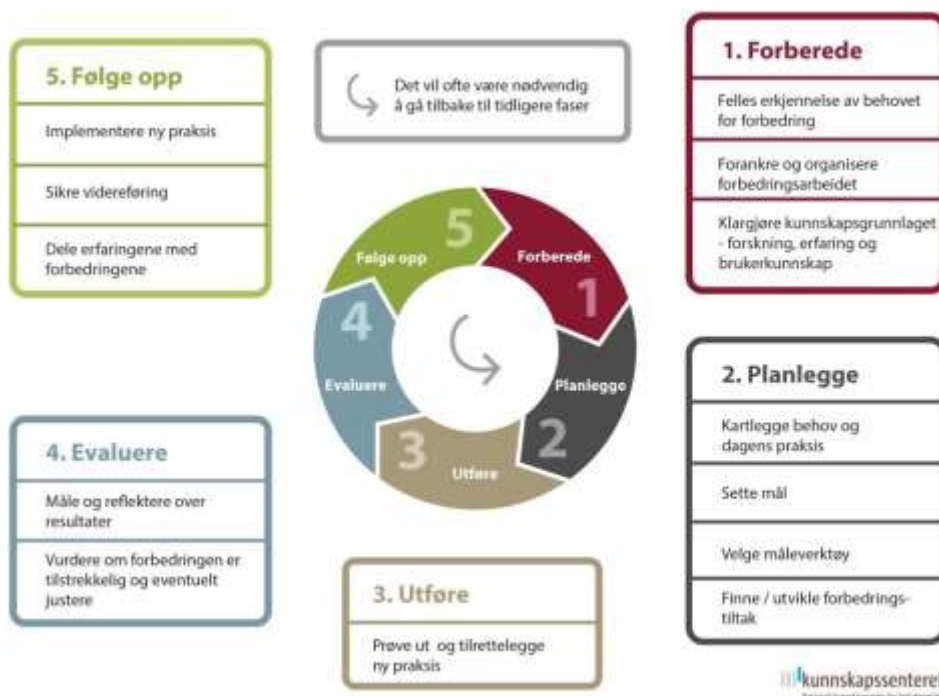 5. Følge opp
Implementere ny praksis
Sikre videreføring
Dele erfaringene med
forbedringene
Det vil ofte være nødvendig
å gå tilbake til tidligere faser
1. Forberede
Felles erkjennelse av behovet
for forbedring
Forankre og organisere
forbedringsarbeidet
Klargjøre kunnskapsgrunnlaget
- forskning, erfaring og
brukerkunnskap
5
Følge opp
Forberede
1
4
Evaluere
Planlegge
2
3
Utføre
2. Planlegge
Kartlegge behov og
dagens praksis
Sette mål
Velge måleverktøy
Finne / utvikle forbedrings-
tiltak
4. Evaluere
Måle og reflektere over
resultater
Vurdere om forbedringen er
tilstrekkelig og eventuelt
justere
3. Utføre
Prøve ut og tilrettelegge
ny praksis
kunnskapssenteret